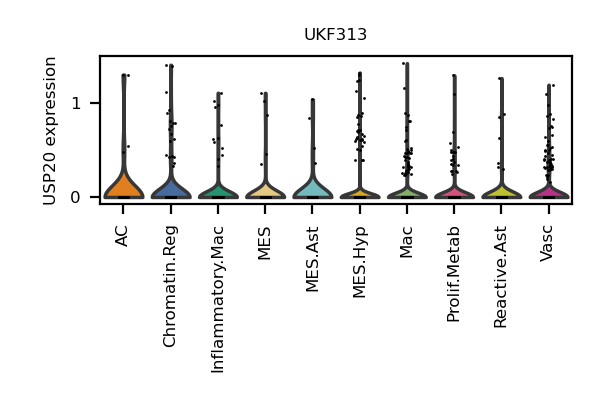 UKF313
USP20 expression
1
0
AC
Chromatin.Reg
Inflammatory.Mac
MES
MES.Ast
MES.Hyp
Mac
Prolif.Metab
Reactive.Ast
Vasc